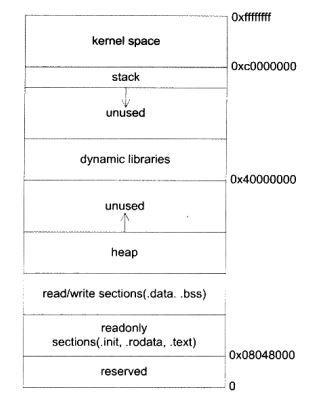 0xffffffff
kernel space
0xc0000000
stack
unused
dynamic libraries
0x40000000
unused
heap
read/write sections(.data. .bss)
readonly
sections(.init, .rodata, .text)
0x08048000
reserved
0